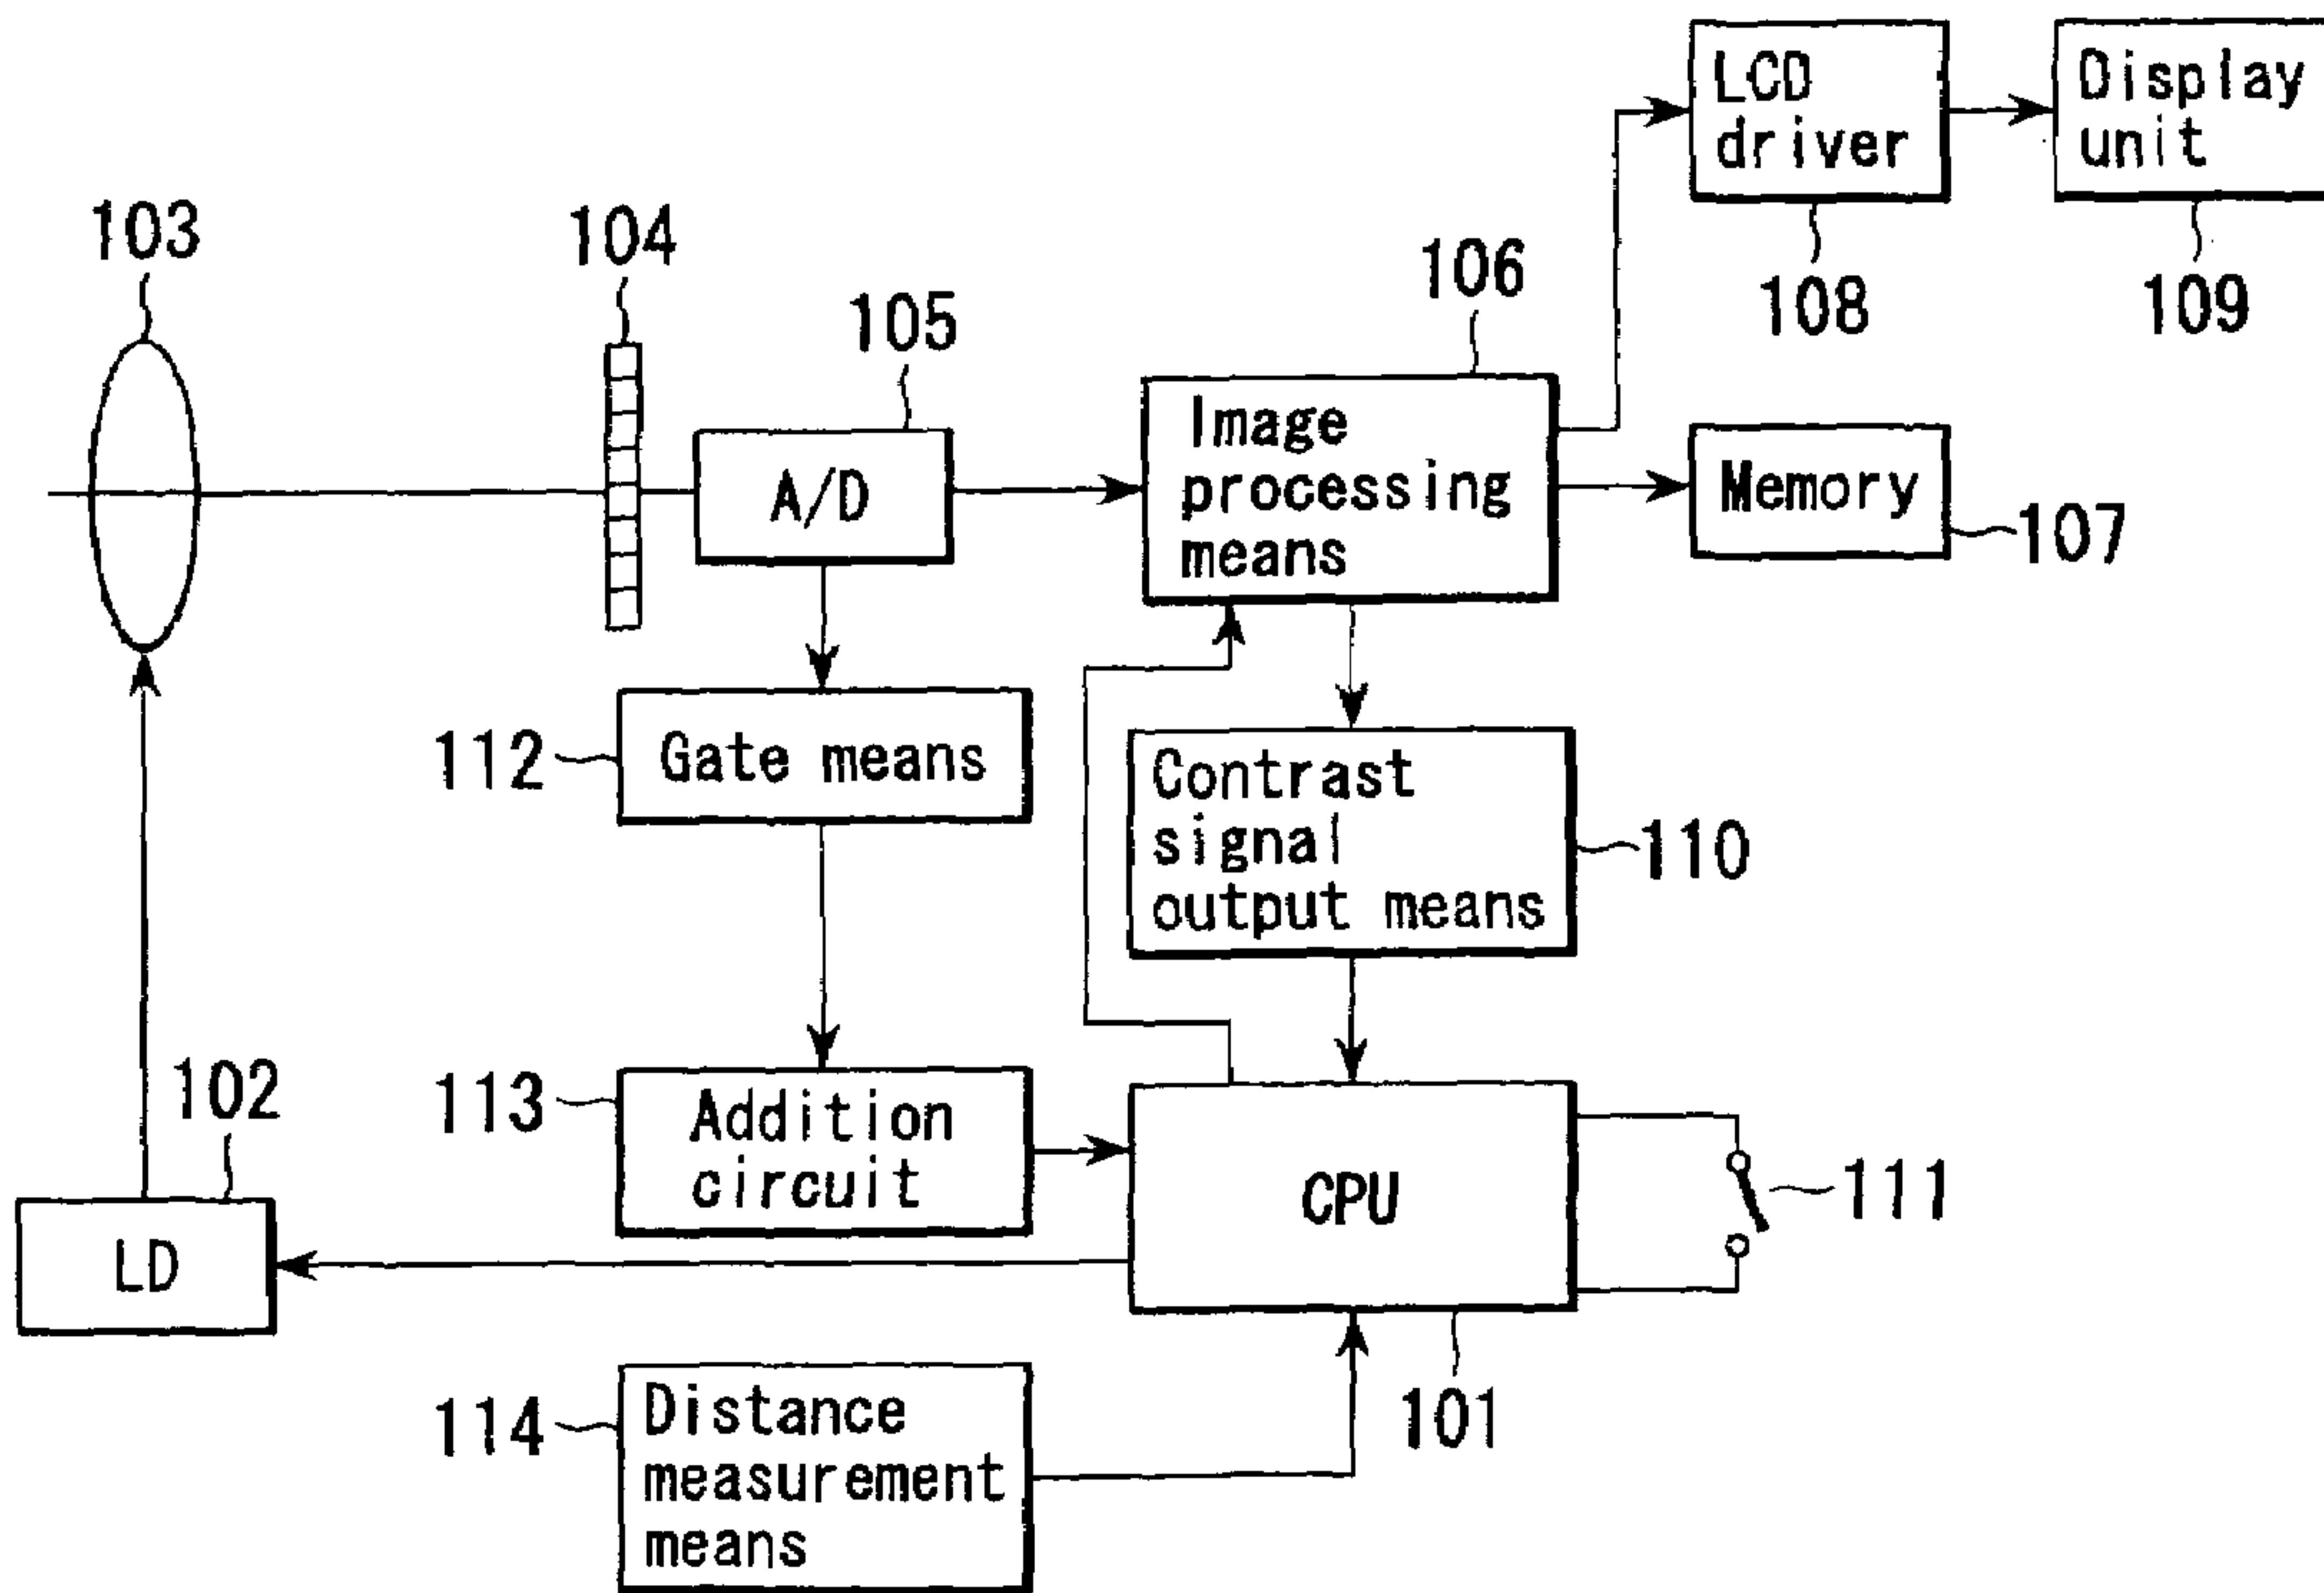 LCD
driver
Display
unit
103
104
106
108
109
105
Image
processing
means
A/D
Memory
107
112
Gate means
Contrast
signal
output means
110
102
113
Addition
circuit
CPU
111
LD
114
Distance
measurement
means
101